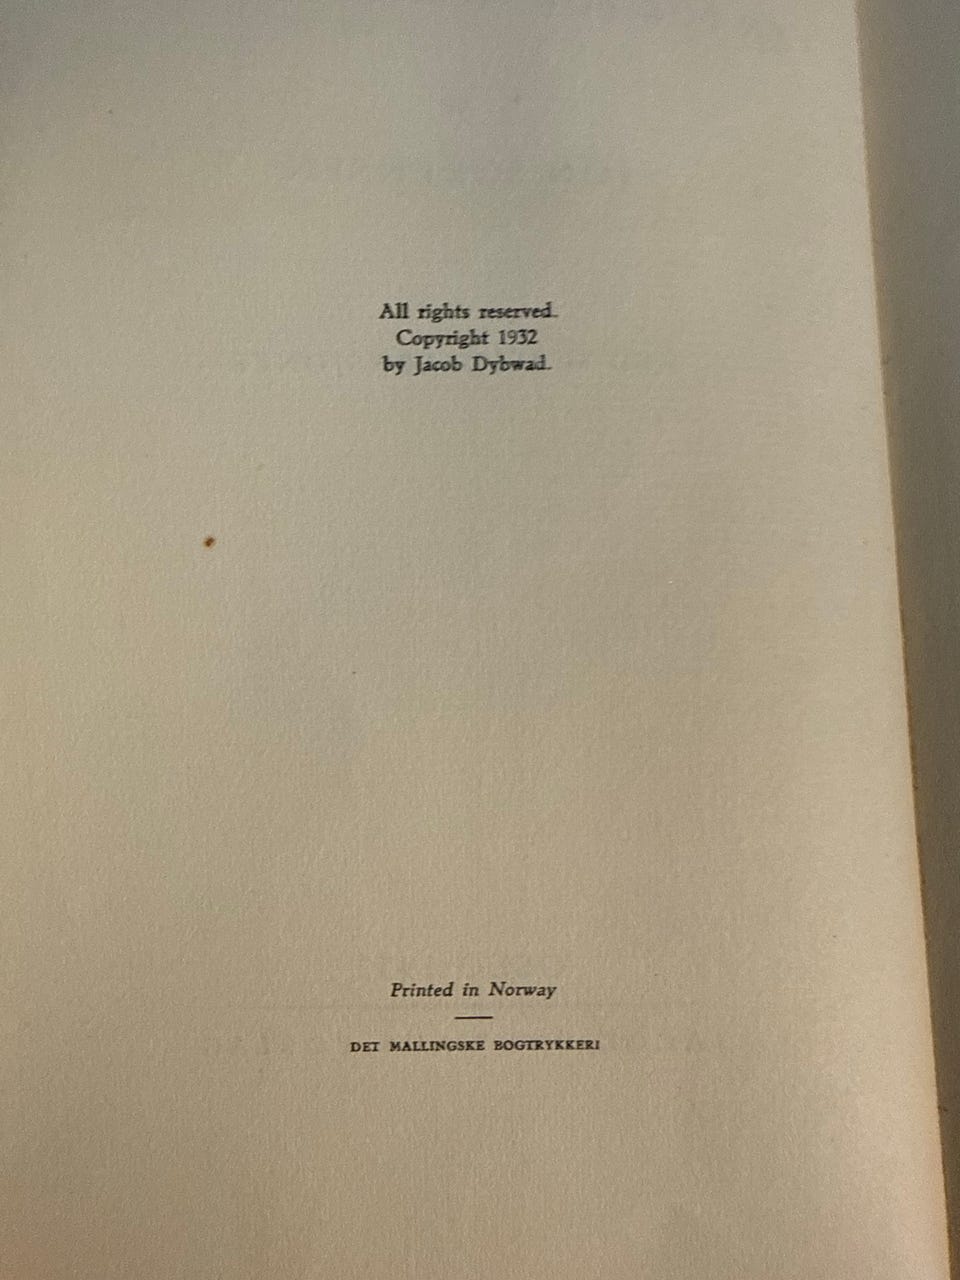 All rights reserved.
Copyright 1932
by Jacob Dybwad.
Printed in Norway
DET MALLINGSKE BOGTRYKKERI